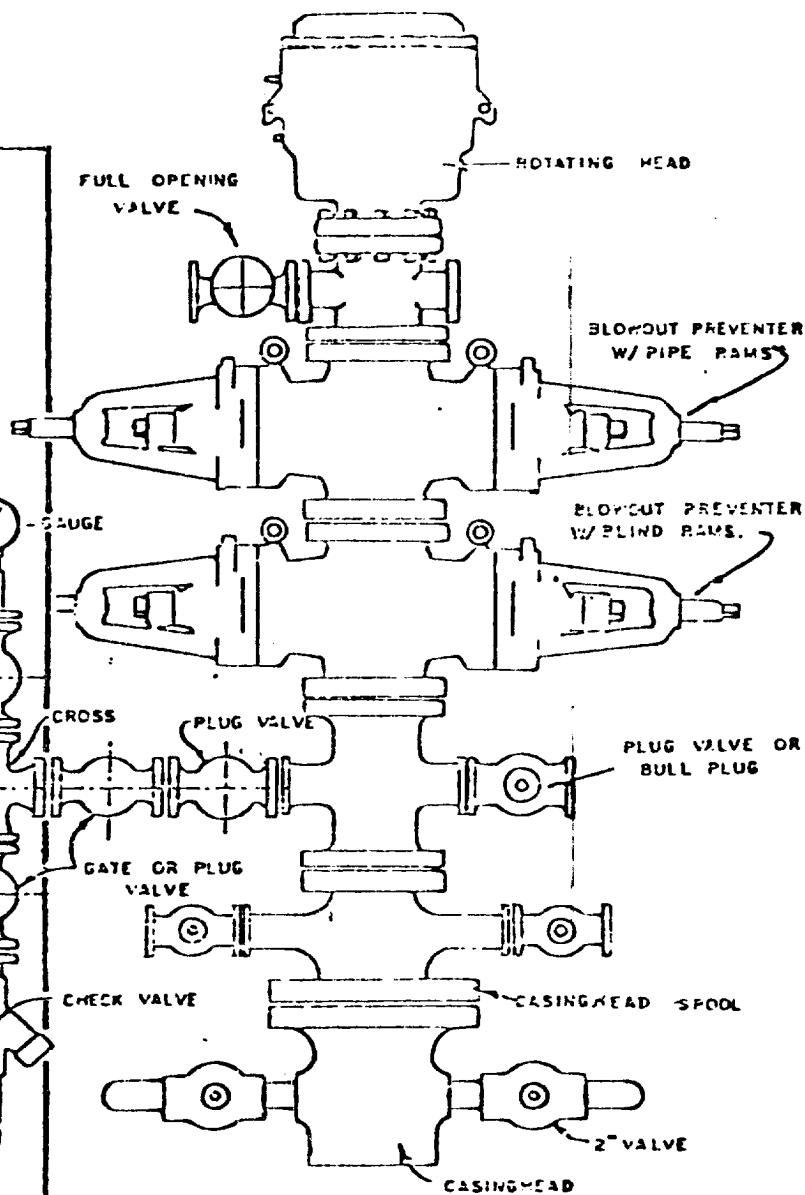 ROTATING HEAD
FULL OPENING
VALVE
BLOWOUT PREVENTER
W/ PIPE RAMS
GAUGE
BLOWOUT PREVENTER
W/ BLIND RAMS.
CROSS
PLUG VALVE
PLUG VALVE OR
BULL PLUG
GATE OR PLUG
VALVE
CHECK VALVE
CASINGHEAD SPOOL
2" VALVE
CASINGHEAD